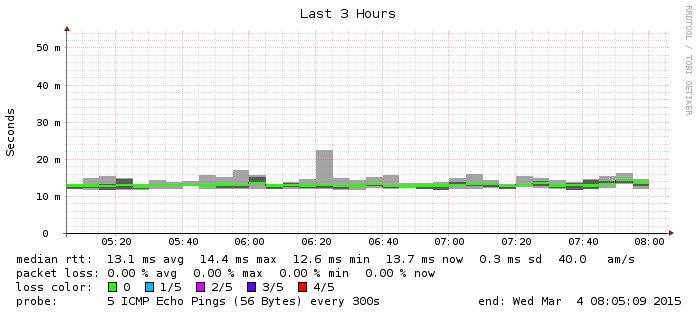 Last 3 Hours
RRDTOOL / TOBI OETIKER
Seconds
50 m
40 m
30 m
20 m
10 m
0
05:20 05:40 06:00 06:20 06:40 07:00 07:20 07:40 08:00
median rtt: 13.1 ms avg 14.4 ms max 12.6 ms min 13.7 ms now 0.3 ms sd 40.0 am/s
packet loss: 0.00 % avg 0.00 % max 0.00 % min 0.00 % now
loss color: 0 1/5 2/5 3/5 4/5
probe: 5 ICMP Echo Pings (56 Bytes) every 300s end: Wed Mar 4 08:05:09 2015